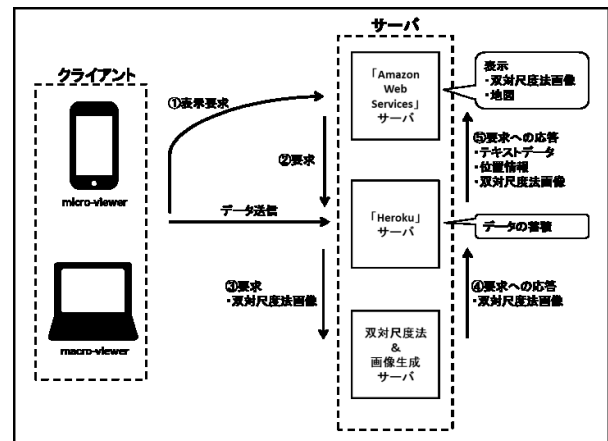 サーバ
クライアント
micro-viewer
macro-viewer
①表示要求
②要求
データ送信
③要求
・双対尺度法画像
「Amazon
Web
Services」
サーバ
「Heroku」
サーバ
双対尺度法
&
画像生成
サーバ
表示
・双対尺度法画像
・地図
⑤要求への応答
・テキストデータ
・位置情報
・双対尺度法画像
データの蓄積
④要求への応答
・双対尺度法画像